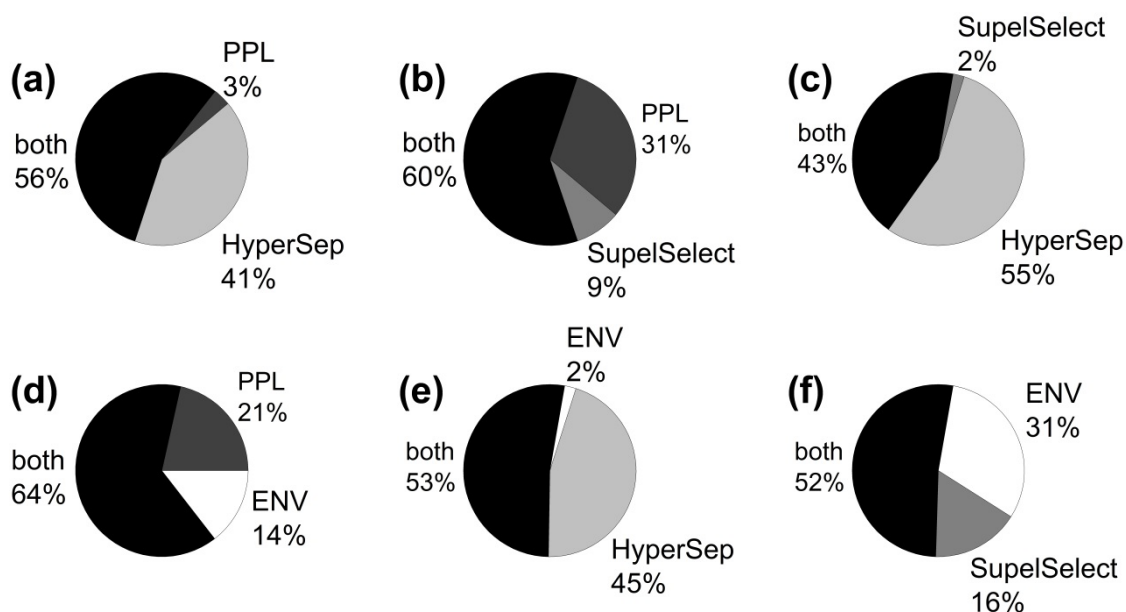 (a)
PPL
3%
both
56%
HyperSep
41%
(b)
PPL
31%
both
60%
SupelSelect
9%
(c)
SupelSelect
2%
both
43%
HyperSep
55%
(d)
PPL
21%
both
64%
ENV
14%
(e)
ENV
2%
both
53%
HyperSep
45%
(f)
ENV
31%
both
52%
SupelSelect
16%